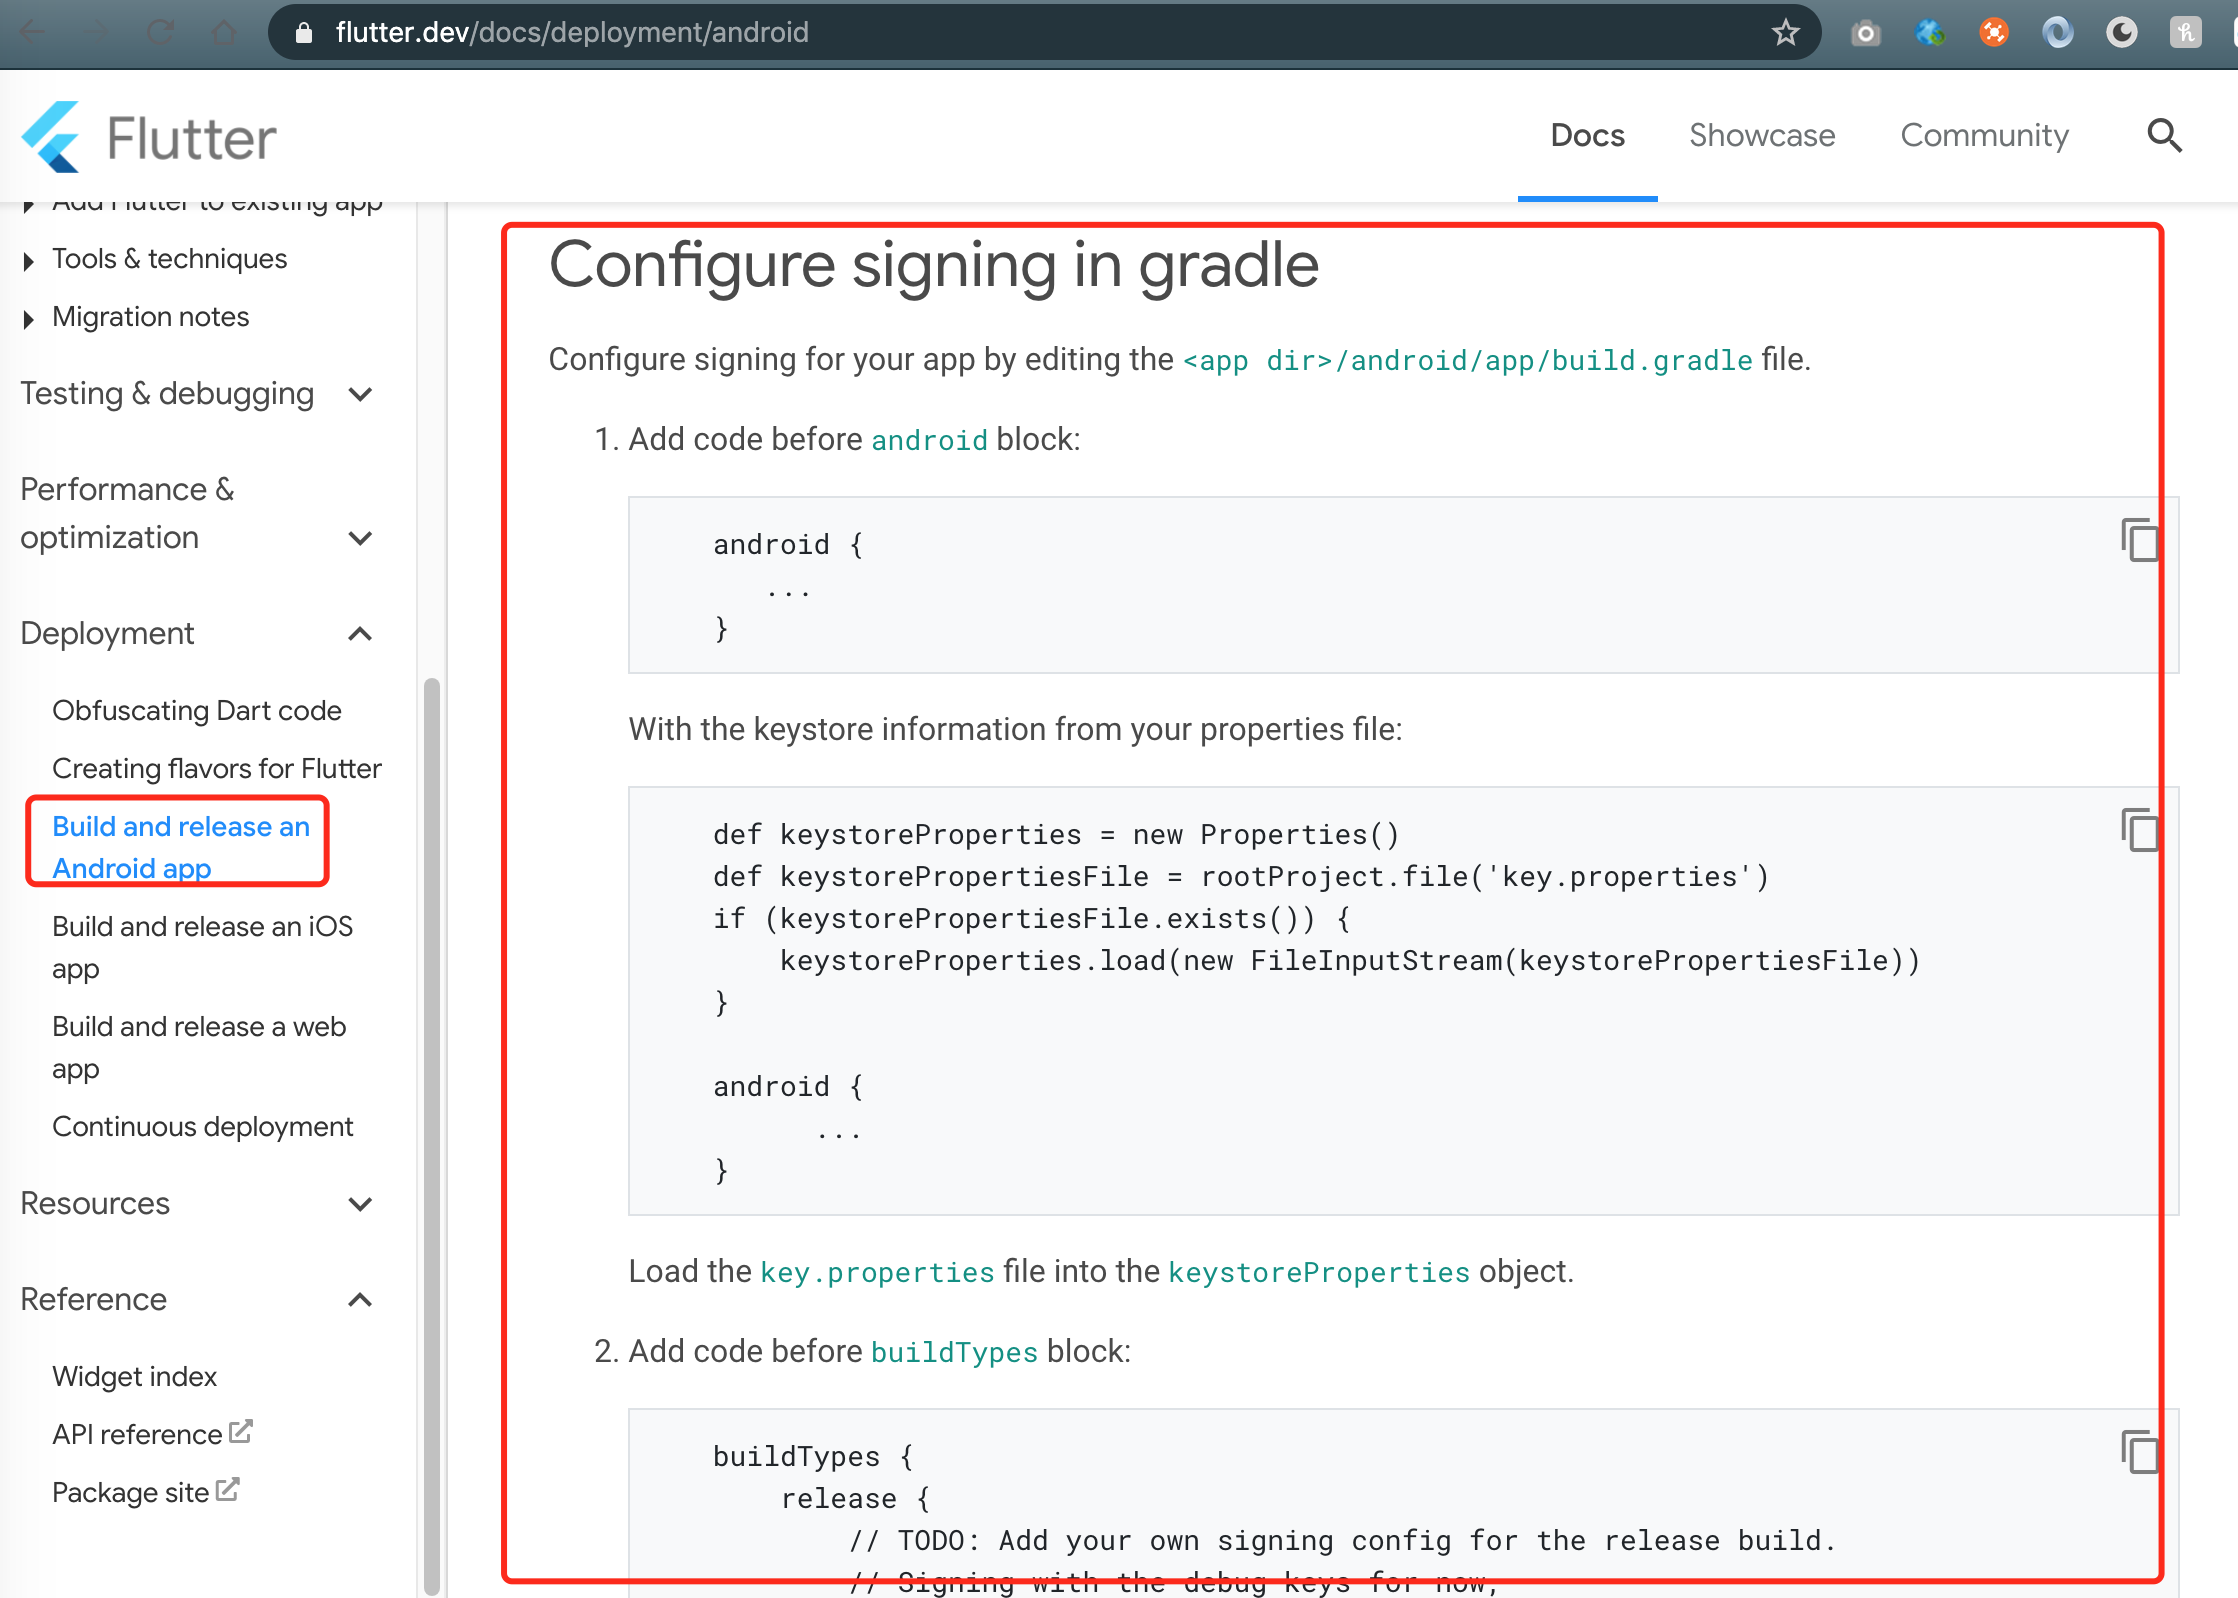 flutter.dev/docs/deployment/android
Flutter
Docs
Showcase
Community
Add Flutter to existing app
Tools & techniques
Migration notes
Testing & debugging
Performance &
optimization
Deployment
Obfuscating Dart code
Creating flavors for Flutter
Build and release an
Android app
Build and release an iOS
app
Build and release a web
app
Continuous deployment
Resources
Reference
Widget index
API reference
Package site
Configure signing in gradle
Configure signing for your app by editing the <app dir>/android/app/build.gradle file.
1. Add code before android block:
android {
...
}
With the keystore information from your properties file:
def keystoreProperties = new Properties()
def keystorePropertiesFile = rootProject.file('key.properties')
if (keystorePropertiesFile.exists()) {
keystoreProperties.load(new FileInputStream(keystorePropertiesFile))
}
android {
...
}
Load the key.properties file into the keystoreProperties object.
2. Add code before buildTypes block:
buildTypes {
release {
// TODO: Add your own signing config for the release build.
// Signing with the debug keys for now,